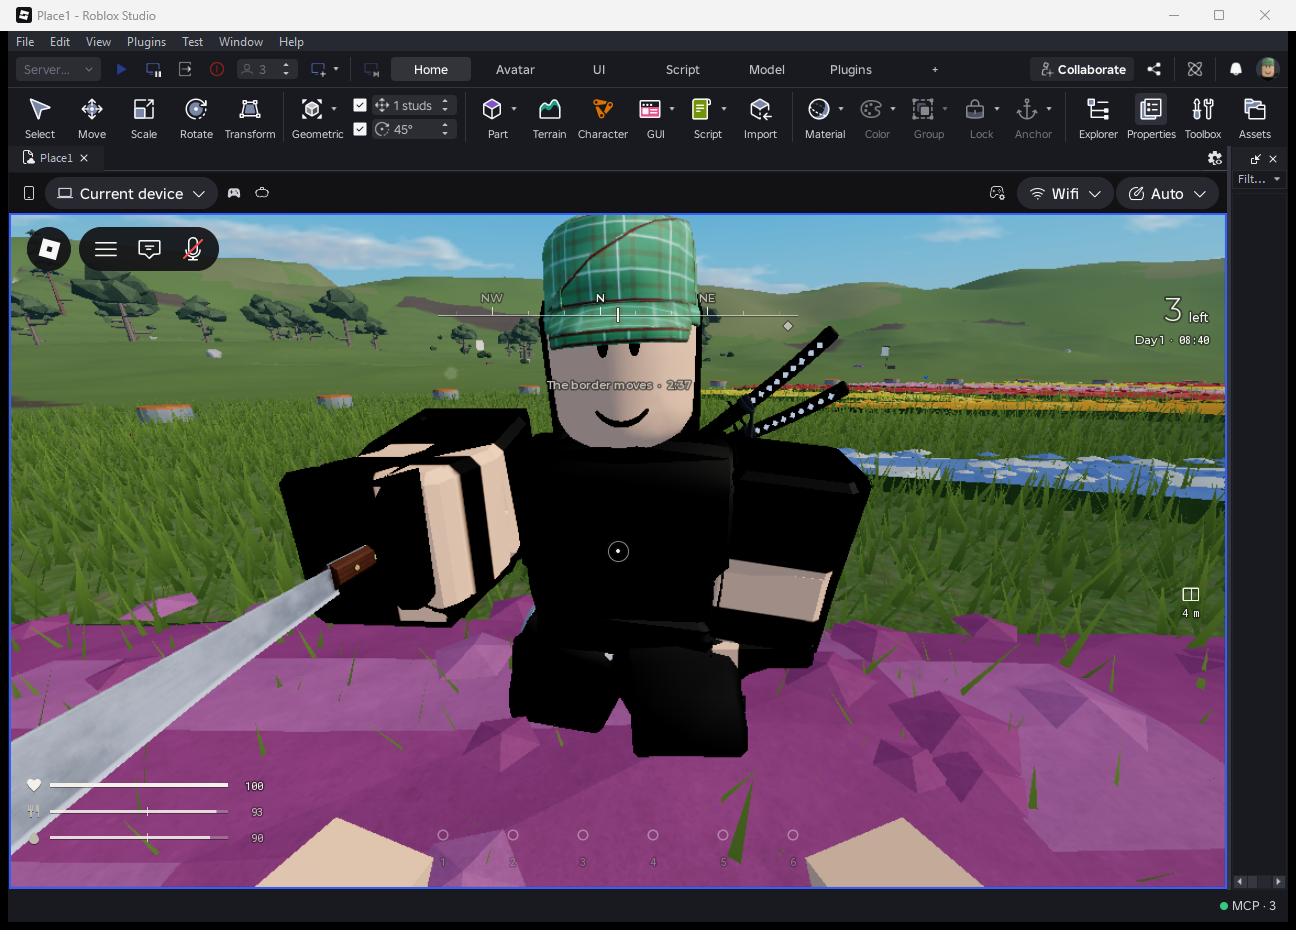 Place1 - Roblox Studio
File Edit View Plugins Test Window Help
Server... 3 Home Avatar UI Script Model Plugins + Collaborate
1 studs
45°
Select Move Scale Rotate Transform Geometric Part Terrain Character GUI Script Import Material Color Group Lock Anchor Explorer Properties Toolbox Assets
Place1
Filt...
Current device Wifi Auto
NW N NE
3 left
Day 1 · 08:40
The border moves · 2:37
4 m
100
93
90
1 2 3 4 5 6
MCP · 3